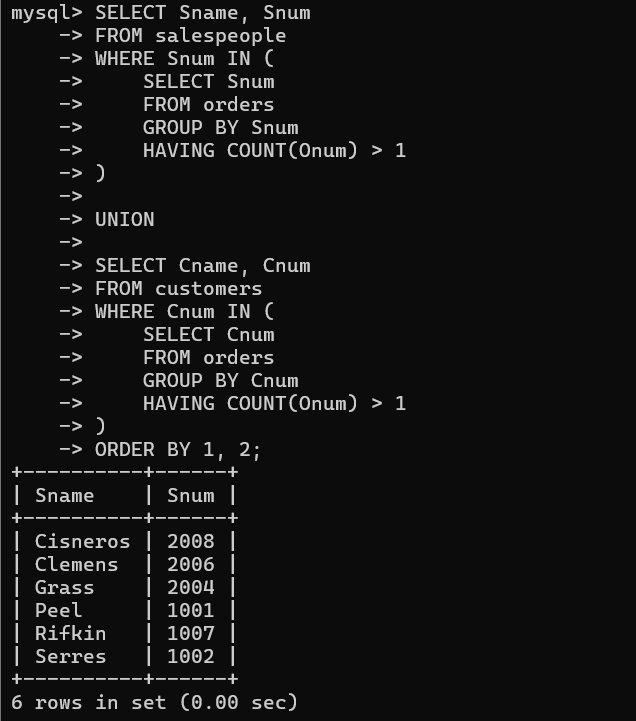 mysql> SELECT Sname, Snum
    -> FROM salespeople
    -> WHERE Snum IN (
    ->     SELECT Snum
    ->     FROM orders
    ->     GROUP BY Snum
    ->     HAVING COUNT(Onum) > 1
    -> )
    ->
    -> UNION
    ->
    -> SELECT Cname, Cnum
    -> FROM customers
    -> WHERE Cnum IN (
    ->     SELECT Cnum
    ->     FROM orders
    ->     GROUP BY Cnum
    ->     HAVING COUNT(Onum) > 1
    -> )
    -> ORDER BY 1, 2;
+----------+------+
| Sname    | Snum |
+----------+------+
| Cisneros | 2008 |
| Clemens  | 2006 |
| Grass    | 2004 |
| Peel     | 1001 |
| Rifkin   | 1007 |
| Serres   | 1002 |
+----------+------+
6 rows in set (0.00 sec)